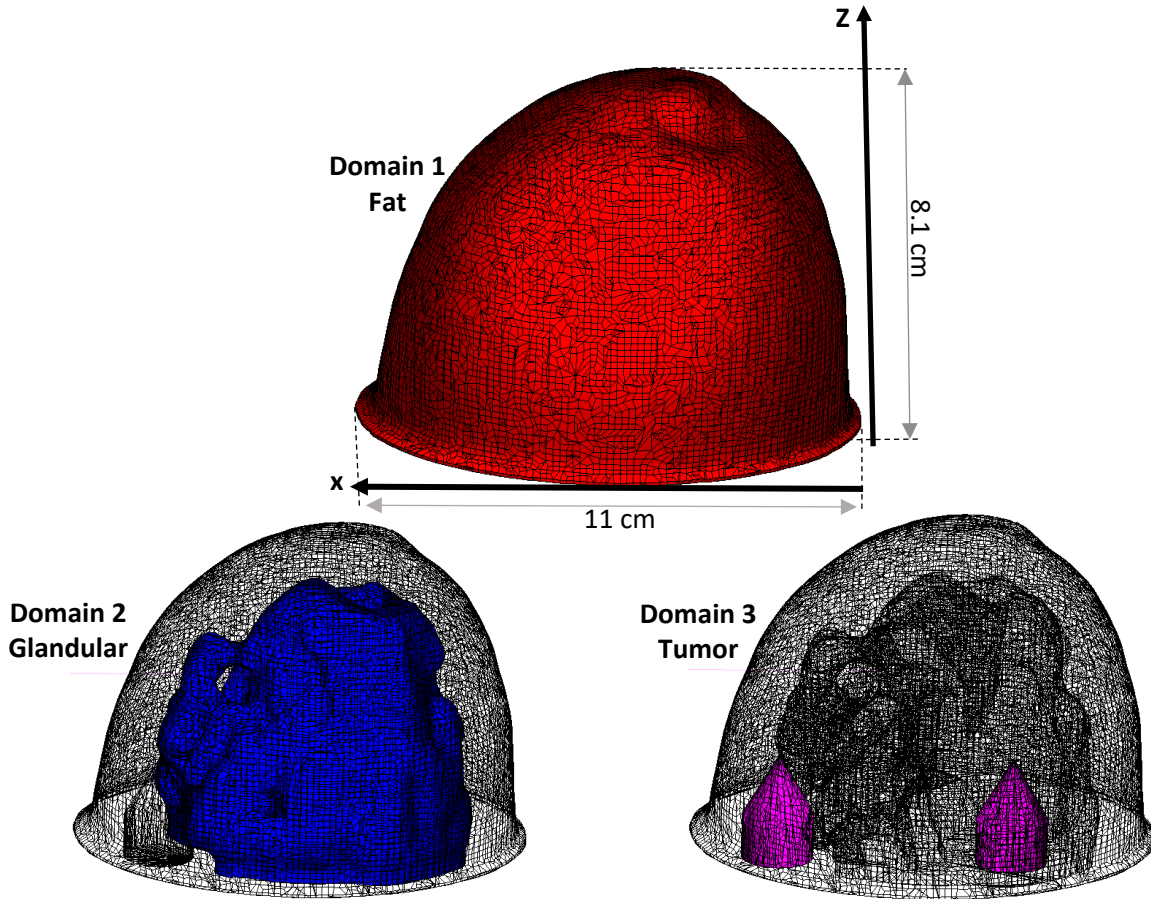 Z
Domain 1
Fat
8.1 cm
x
11 cm
Domain 2
Glandular
Domain 3
Tumor